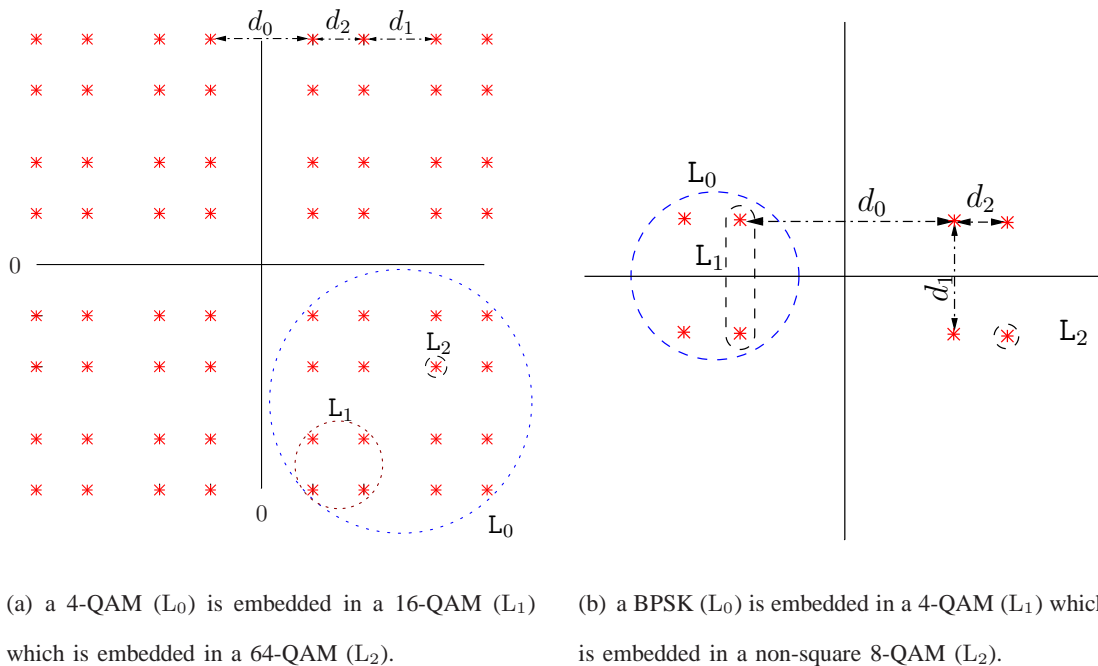 d₀ d₂ d₁
L₀
d₀ d₂
L₁
d₁
0
L₂
L₂
L₁
0
L₀
(a) a 4-QAM (L₀) is embedded in a 16-QAM (L₁)
which is embedded in a 64-QAM (L₂).
(b) a BPSK (L₀) is embedded in a 4-QAM (L₁) which
is embedded in a non-square 8-QAM (L₂).